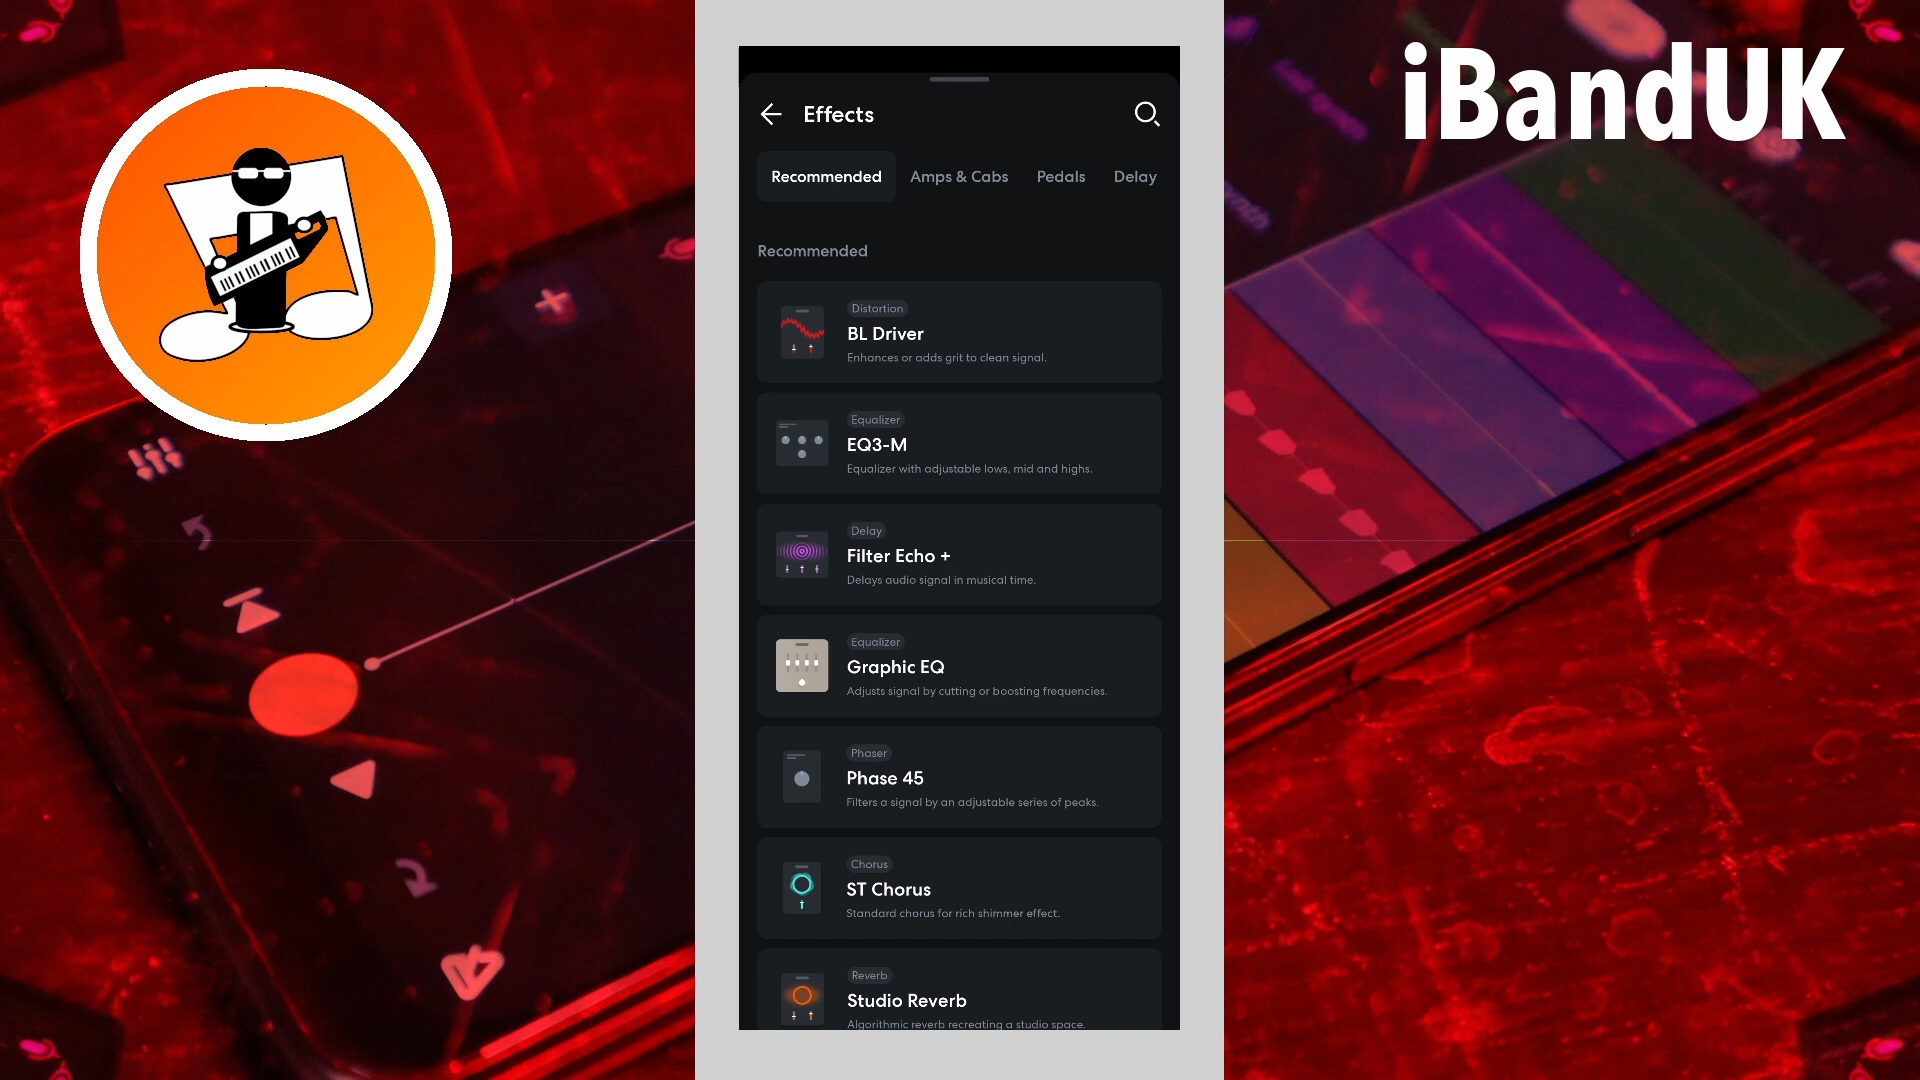 iBandUK
Effects
Recommended Amps & Cabs Pedals Delay
Recommended
Distortion
BL Driver
Enhances or adds grit to clean signal.
Equalizer
EQ3-M
Equalizer with adjustable lows, mid and highs.
Delay
Filter Echo +
Delays audio signal in musical time.
Equalizer
Graphic EQ
Adjusts signal by cutting or boosting frequencies.
Phaser
Phase 45
Filters a signal by an adjustable series of peaks.
Chorus
ST Chorus
Standard chorus for rich shimmer effect.
Reverb
Studio Reverb
Algorithmic reverb recreating a studio space.